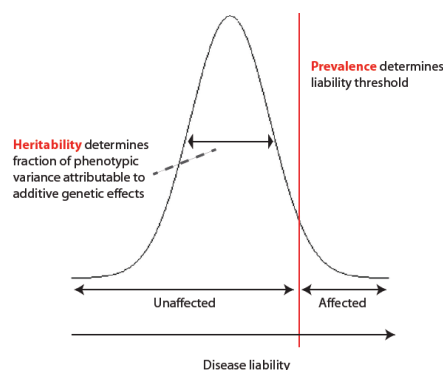 Prevalence determines
liability threshold
Heritability determines
fraction of phenotypic
variance attributable to
additive genetic effects
Unaffected
Affected
Disease liability